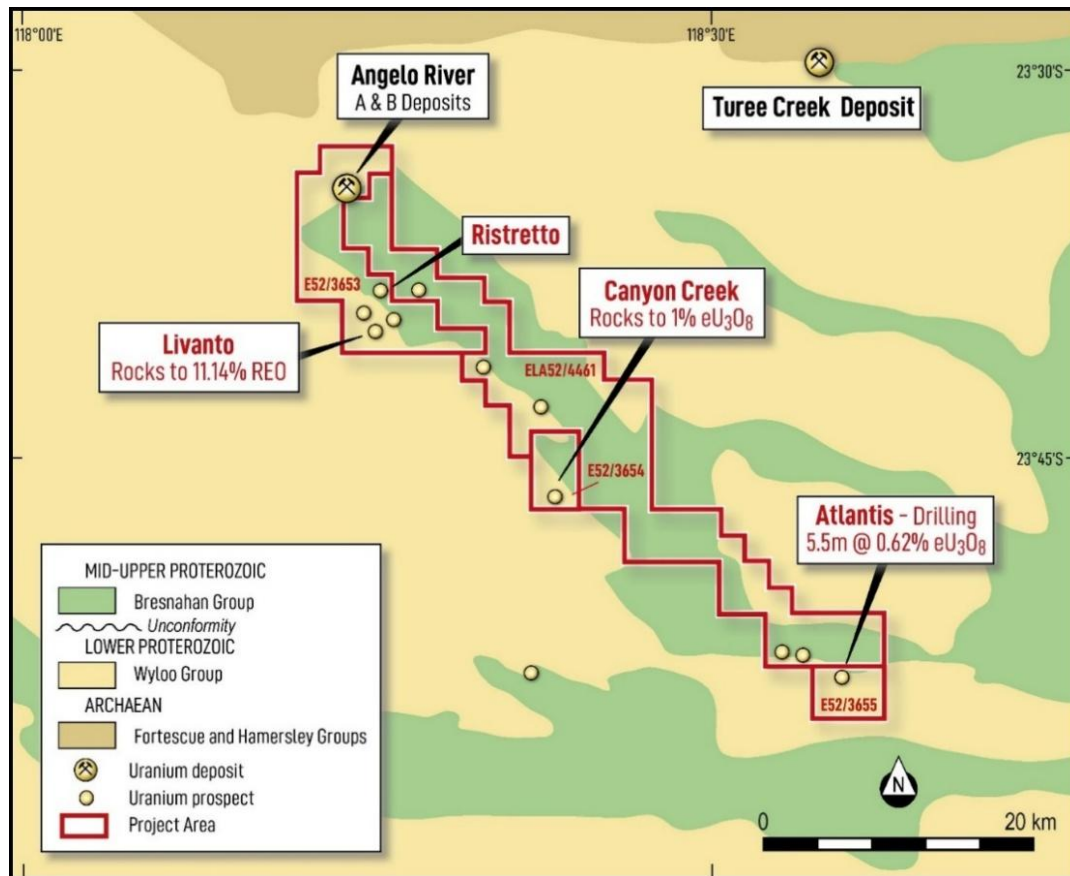 118°00'E
118°30'E
Angelo River
A & B Deposits
23°30'S
Turee Creek Deposit
Ristretto
E52/3653
Canyon Creek
Rocks to 1% eU₃O₈
Livanto
Rocks to 11.14% REO
ELA52/4461
23°45'S
E52/3654
Atlantis - Drilling
5.5m @ 0.62% eU₃O₈
E52/3655
MID-UPPER PROTEROZOIC
Bresnahan Group
Unconformity
LOWER PROTEROZOIC
Wyloo Group
ARCHAEAN
Fortescue and Hamersley Groups
Uranium deposit
Uranium prospect
Project Area
N
0
20 km